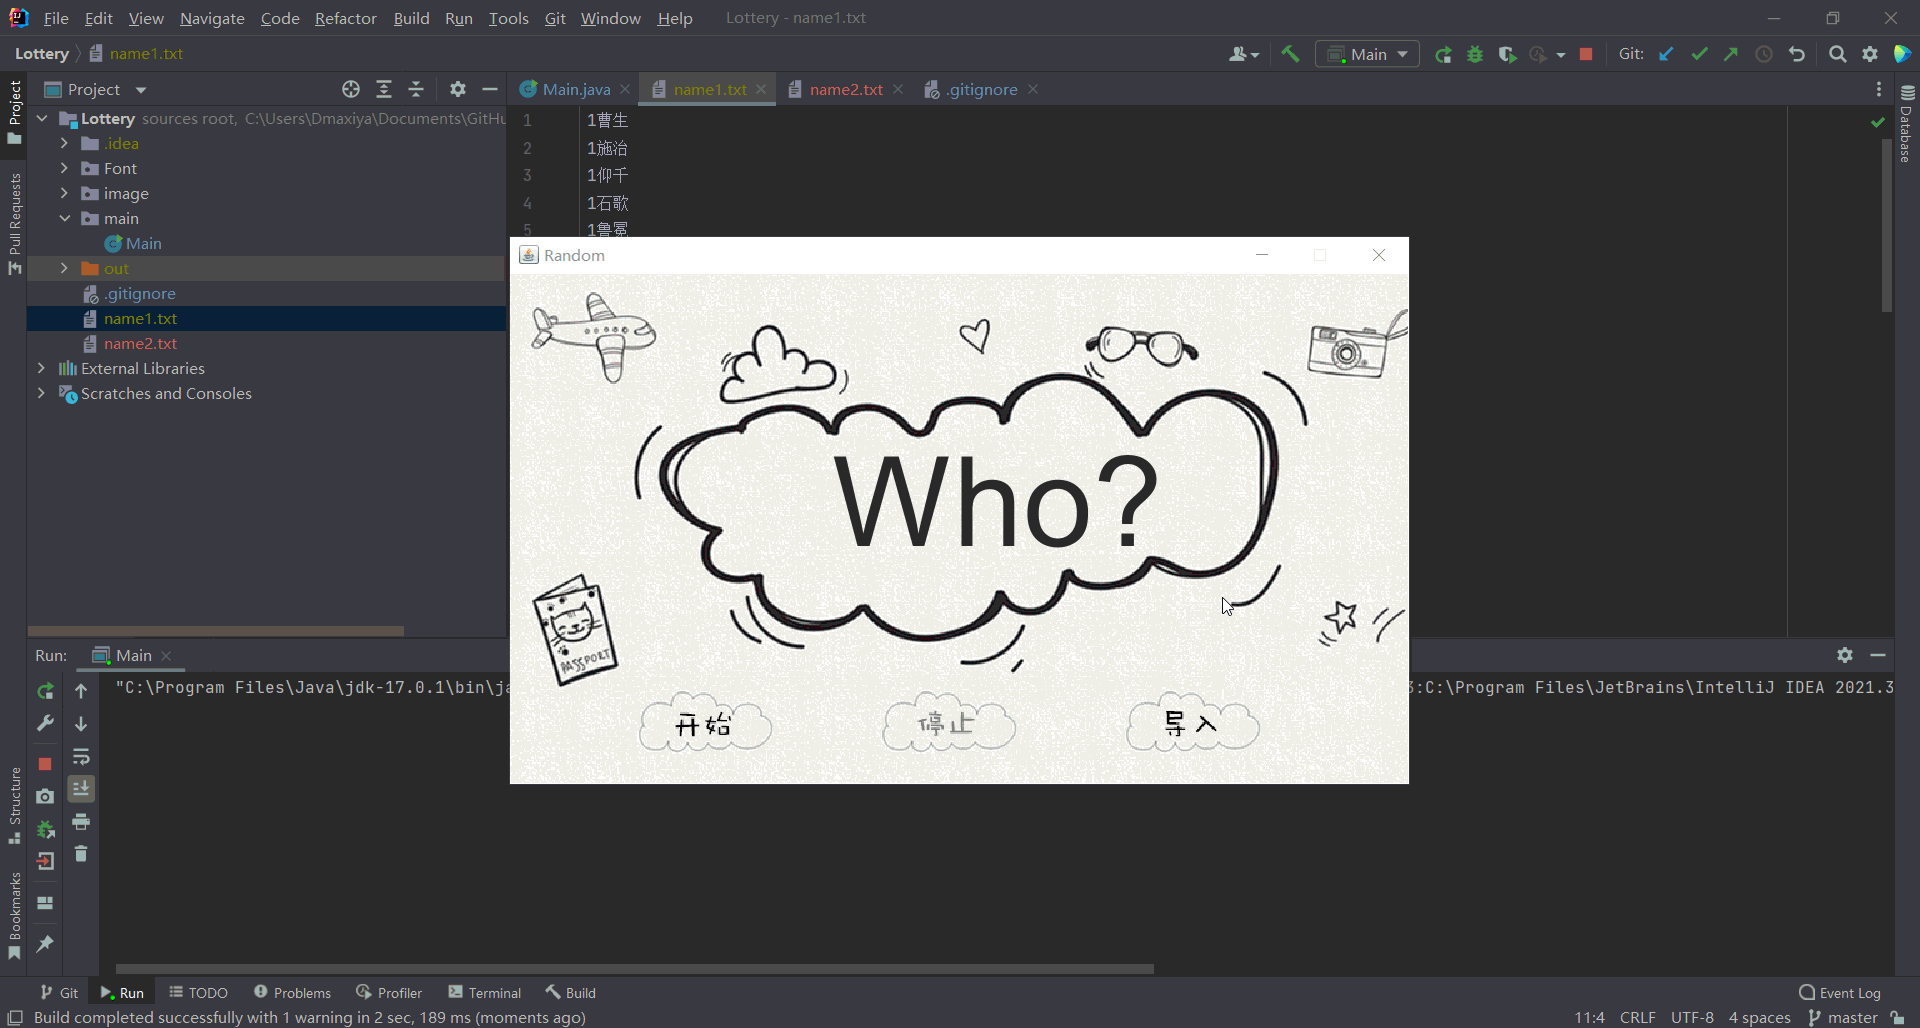 File Edit View Navigate Code Refactor Build Run Tools Git Window Help Lottery - name1.txt
Lottery name1.txt Main Git:
Project Main.java name1.txt name2.txt .gitignore
Lottery sources root, C:\Users\Dmaxiya\Documents\GitHu
.idea
Font
image
main
Main
out
.gitignore
name1.txt
name2.txt
External Libraries
Scratches and Consoles
1 1曹生
2 1施治
3 1仰千
4 1石歌
5 1鲁冕
Random
Who?
PASSPORT
开始 停止 导入
Run: Main
"C:\Program Files\Java\jdk-17.0.1\bin\ja
:C:\Program Files\JetBrains\IntelliJ IDEA 2021.3
Project
Pull Requests
Structure
Bookmarks
Database
Git Run TODO Problems Profiler Terminal Build Event Log
Build completed successfully with 1 warning in 2 sec, 189 ms (moments ago) 11:4 CRLF UTF-8 4 spaces master